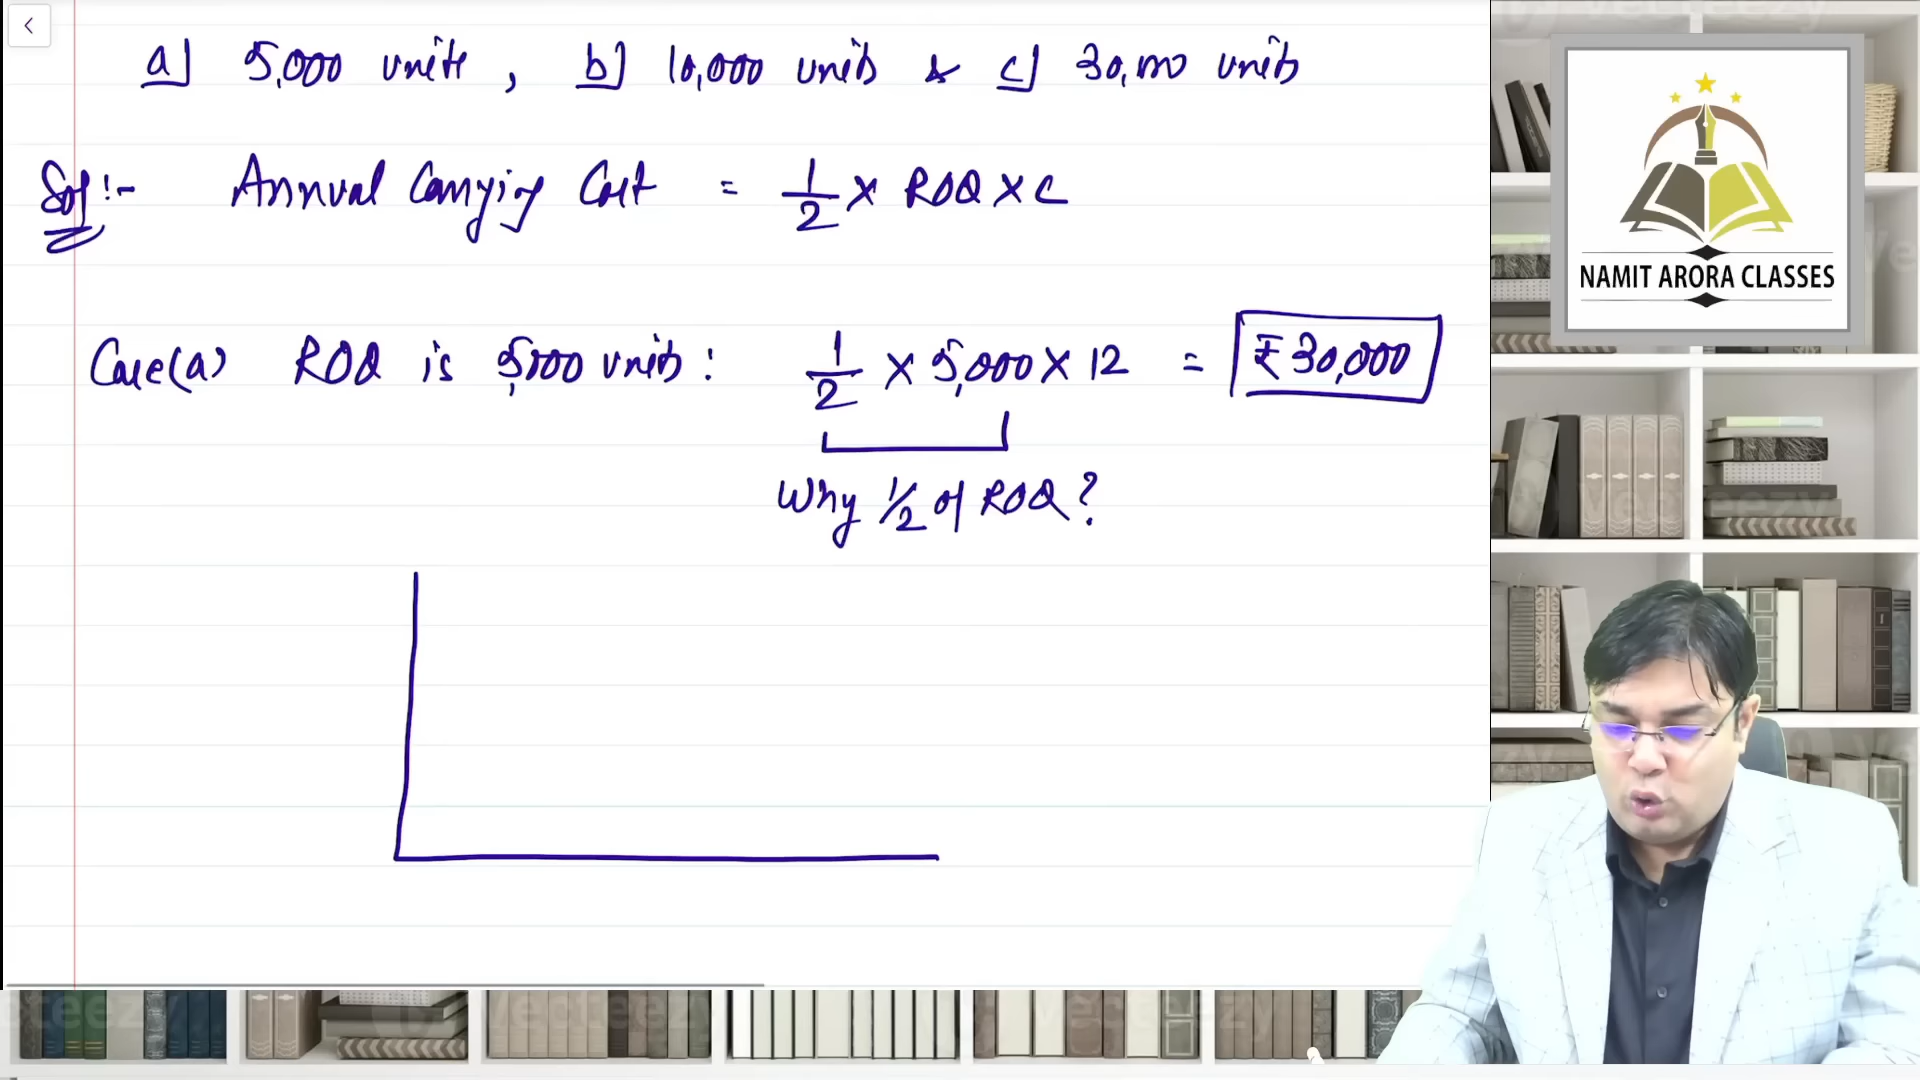 a] 5,000 units, b] 10,000 units & c] 30,000 units
Sol:- Annual Carrying Cost = 1/2 × ROQ × C
Case(a) ROQ is 5,000 units: 1/2 × 5,000 × 12 = ₹30,000
Why 1/2 of ROQ?
NAMIT ARORA CLASSES